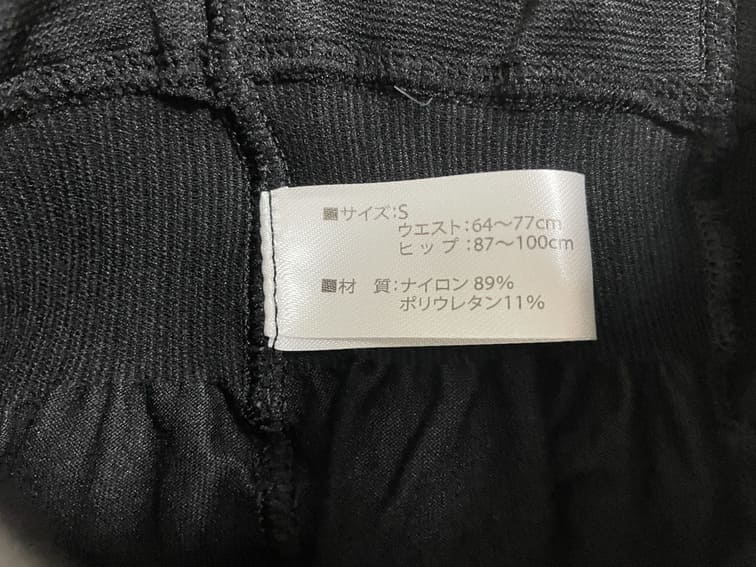 ■サイズ:S
ウエスト:64～77cm
ヒップ:87～100cm
■材 質:ナイロン 89%
ポリウレタン11%